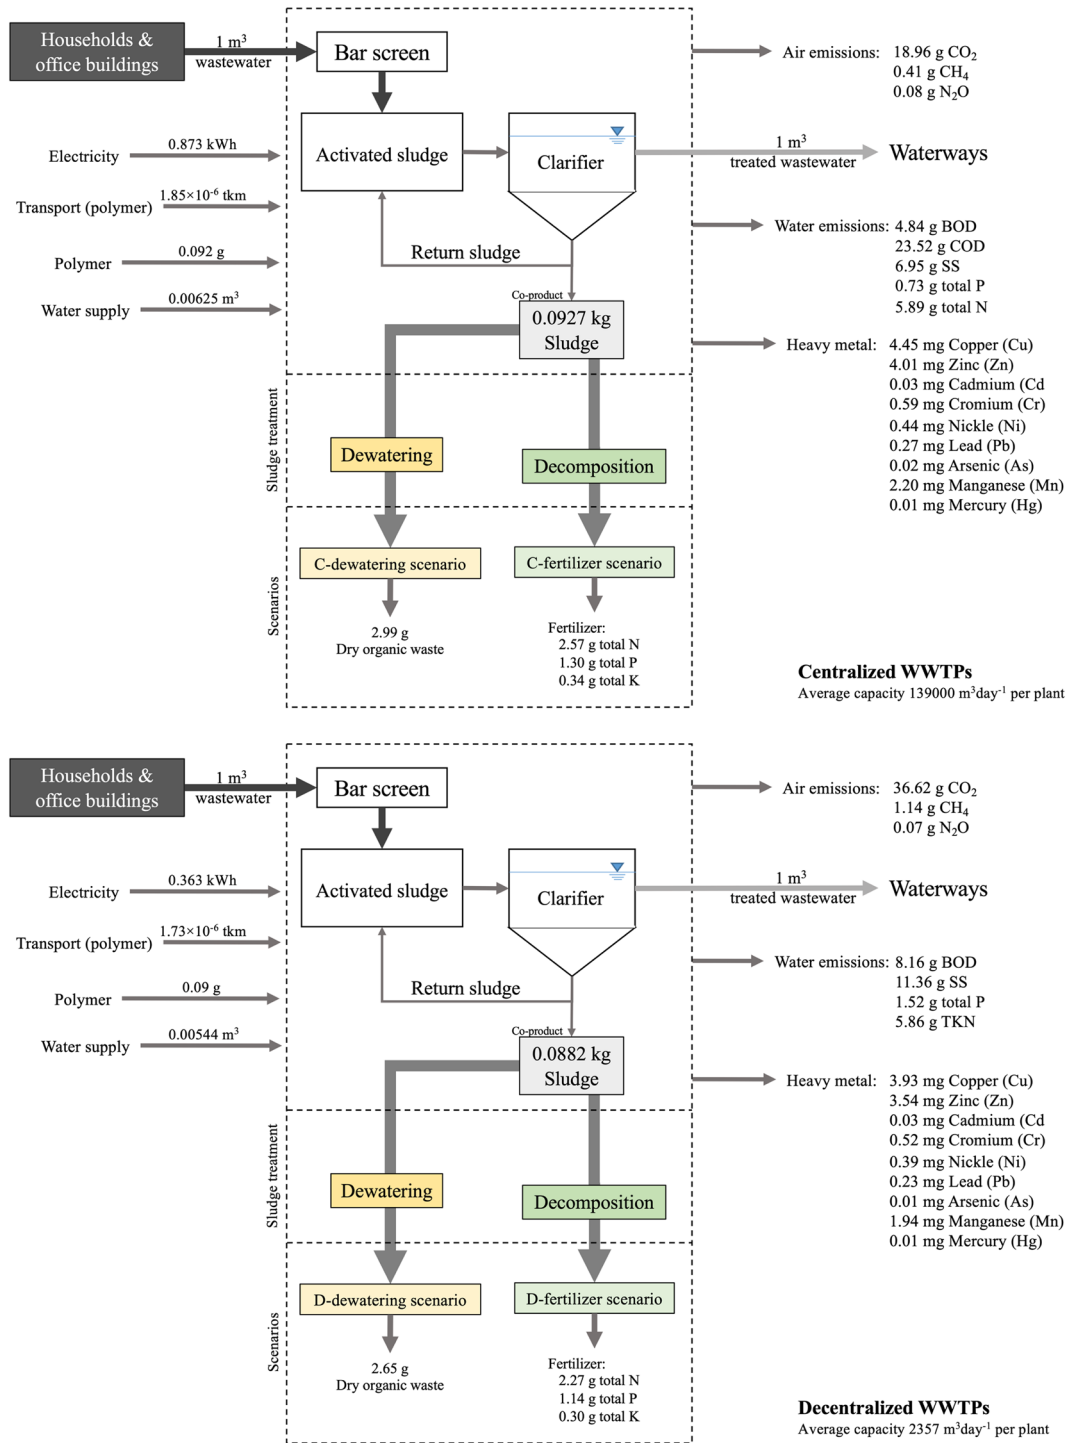 Households &
office buildings
1 m³
wastewater
Bar screen
Air emissions: 18.96 g CO₂
0.41 g CH₄
0.08 g N₂O
Electricity
0.873 kWh
Activated sludge
Clarifier
1 m³
treated wastewater
Waterways
Transport (polymer)
1.85×10⁻⁶ tkm
Polymer
0.092 g
Return sludge
Water emissions: 4.84 g BOD
23.52 g COD
6.95 g SS
0.73 g total P
5.89 g total N
Water supply
0.00625 m³
Co-product
0.0927 kg
Sludge
Heavy metal: 4.45 mg Copper (Cu)
4.01 mg Zinc (Zn)
0.03 mg Cadmium (Cd
0.59 mg Cromium (Cr)
0.44 mg Nickle (Ni)
0.27 mg Lead (Pb)
0.02 mg Arsenic (As)
2.20 mg Manganese (Mn)
0.01 mg Mercury (Hg)
Sludge treatment
Dewatering
Decomposition
Scenarios
C-dewatering scenario
C-fertilizer scenario
2.99 g
Dry organic waste
Fertilizer:
2.57 g total N
1.30 g total P
0.34 g total K
Centralized WWTPs
Average capacity 139000 m³day⁻¹ per plant
Households &
office buildings
1 m³
wastewater
Bar screen
Air emissions: 36.62 g CO₂
1.14 g CH₄
0.07 g N₂O
Electricity
0.363 kWh
Activated sludge
Clarifier
1 m³
treated wastewater
Waterways
Transport (polymer)
1.73×10⁻⁶ tkm
Polymer
0.09 g
Return sludge
Water emissions: 8.16 g BOD
11.36 g SS
1.52 g total P
5.86 g TKN
Water supply
0.00544 m³
Co-product
0.0882 kg
Sludge
Heavy metal: 3.93 mg Copper (Cu)
3.54 mg Zinc (Zn)
0.03 mg Cadmium (Cd
0.52 mg Cromium (Cr)
0.39 mg Nickle (Ni)
0.23 mg Lead (Pb)
0.01 mg Arsenic (As)
1.94 mg Manganese (Mn)
0.01 mg Mercury (Hg)
Sludge treatment
Dewatering
Decomposition
Scenarios
D-dewatering scenario
D-fertilizer scenario
2.65 g
Dry organic waste
Fertilizer:
2.27 g total N
1.14 g total P
0.30 g total K
Decentralized WWTPs
Average capacity 2357 m³day⁻¹ per plant